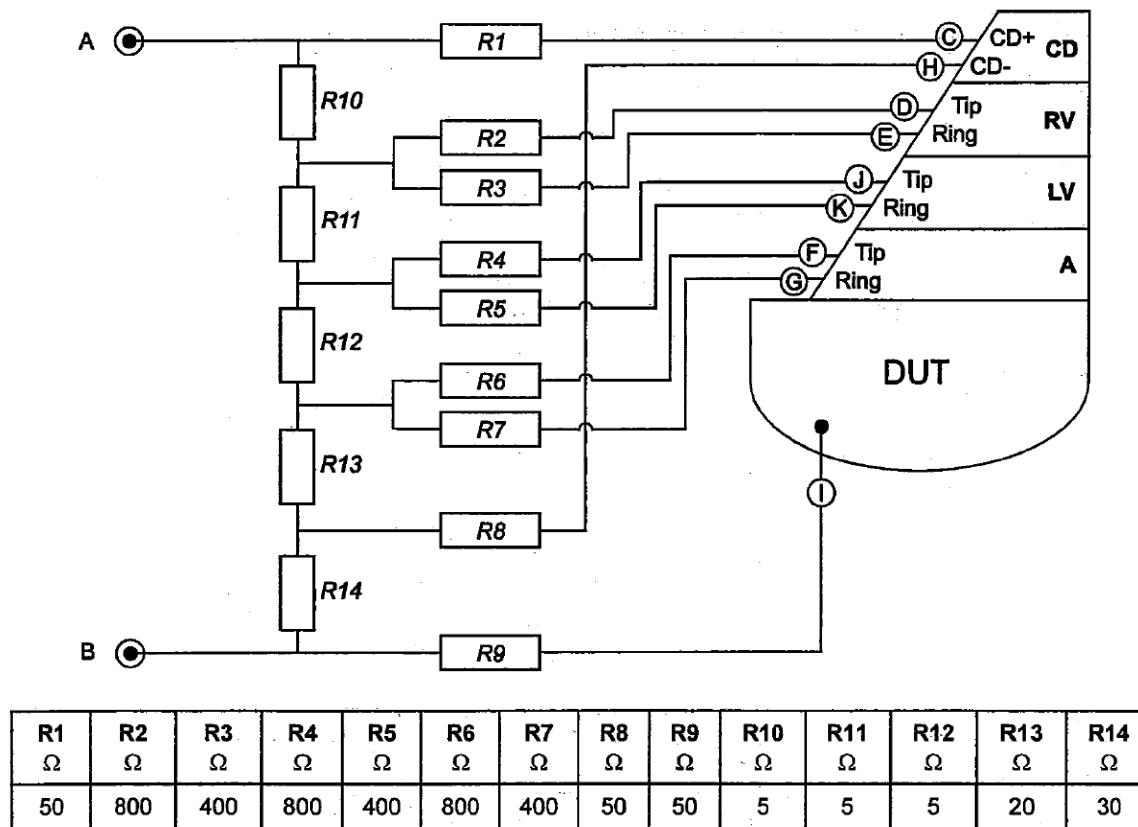 A
R1
C
CD+
CD
H
CD-
R10
D
Tip
RV
R2
E
Ring
R3
R11
J
Tip
LV
K
Ring
R4
F
Tip
A
R5
G
Ring
R12
R6
DUT
R7
R13
I
R8
R14
B
R9
R1 R2 R3 R4 R5 R6 R7 R8 R9 R10 R11 R12 R13 R14
Ω Ω Ω Ω Ω Ω Ω Ω Ω Ω Ω Ω Ω Ω
50 800 400 800 400 800 400 50 50 5 5 5 20 30